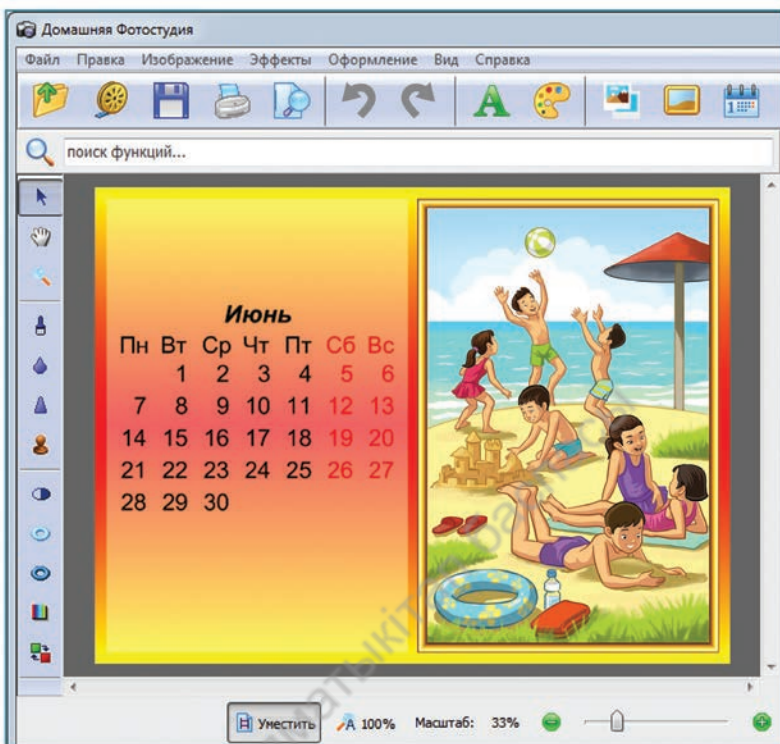 Домашняя Фотостудия
Файл Правка Изображение Эффекты Оформление Вид Справка
поиск функций...
Июнь
Пн Вт Ср Чт Пт Сб Вс
1 2 3 4 5 6
7 8 9 10 11 12 13
14 15 16 17 18 19 20
21 22 23 24 25 26 27
28 29 30
Уместить 100% Масштаб: 33%